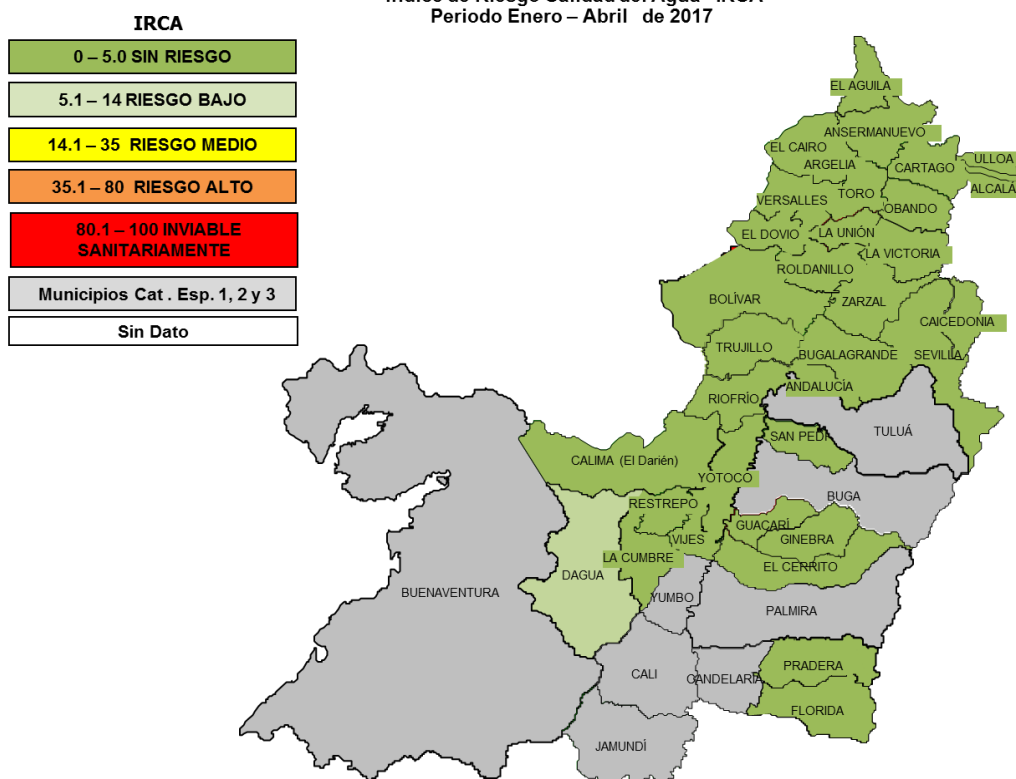 Periodo Enero – Abril de 2017
IRCA
0 – 5.0 SIN RIESGO
5.1 – 14 RIESGO BAJO
14.1 – 35 RIESGO MEDIO
35.1 – 80 RIESGO ALTO
80.1 – 100 INVIABLE
SANITARIAMENTE
Municipios Cat . Esp. 1, 2 y 3
Sin Dato
EL AGUILA
ANSERMANUEVO
EL CAIRO
ULLOA
ARGELIA
CARTAGO
ALCALÁ
TORO
VERSALLES
OBANDO
EL DOVIO
LA UNIÓN
LA VICTORIA
ROLDANILLO
BOLÍVAR
ZARZAL
CAICEDONIA
TRUJILLO
BUGALAGRANDE
SEVILLA
ANDALUCÍA
RIOFRÍO
TULUÁ
SAN PEDR
CALIMA (El Darién)
YOTOCO
BUGA
RESTREPO
GUACARÍ
GINEBRA
VIJES
LA CUMBRE
EL CERRITO
DAGUA
BUENAVENTURA
YUMBO
PALMIRA
PRADERA
CALI
CANDELARIA
FLORIDA
JAMUNDÍ